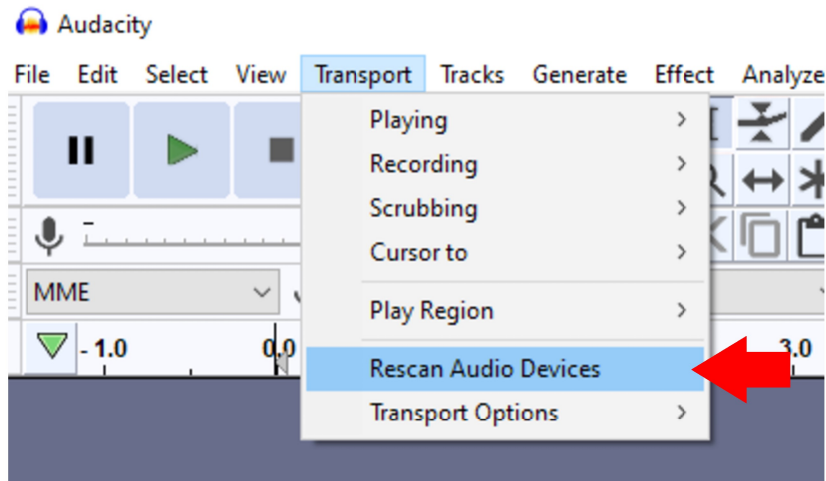 Audacity
File Edit Select View Transport Tracks Generate Effect Analyze
Playing
Recording
Scrubbing
Cursor to
MME
Play Region
- 1.0 0.0 3.0
Rescan Audio Devices
Transport Options